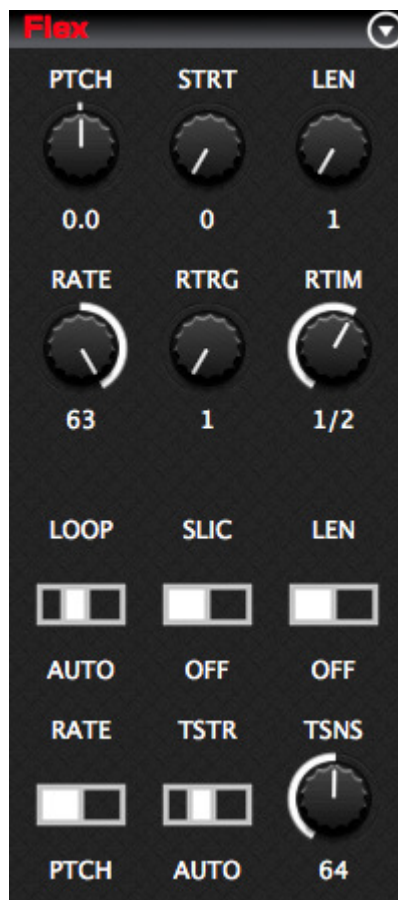 Flex
PTCH STRT LEN
0.0 0 1
RATE RTRG RTIM
63 1 1/2
LOOP SLIC LEN
AUTO OFF OFF
RATE TSTR TSNS
PTCH AUTO 64